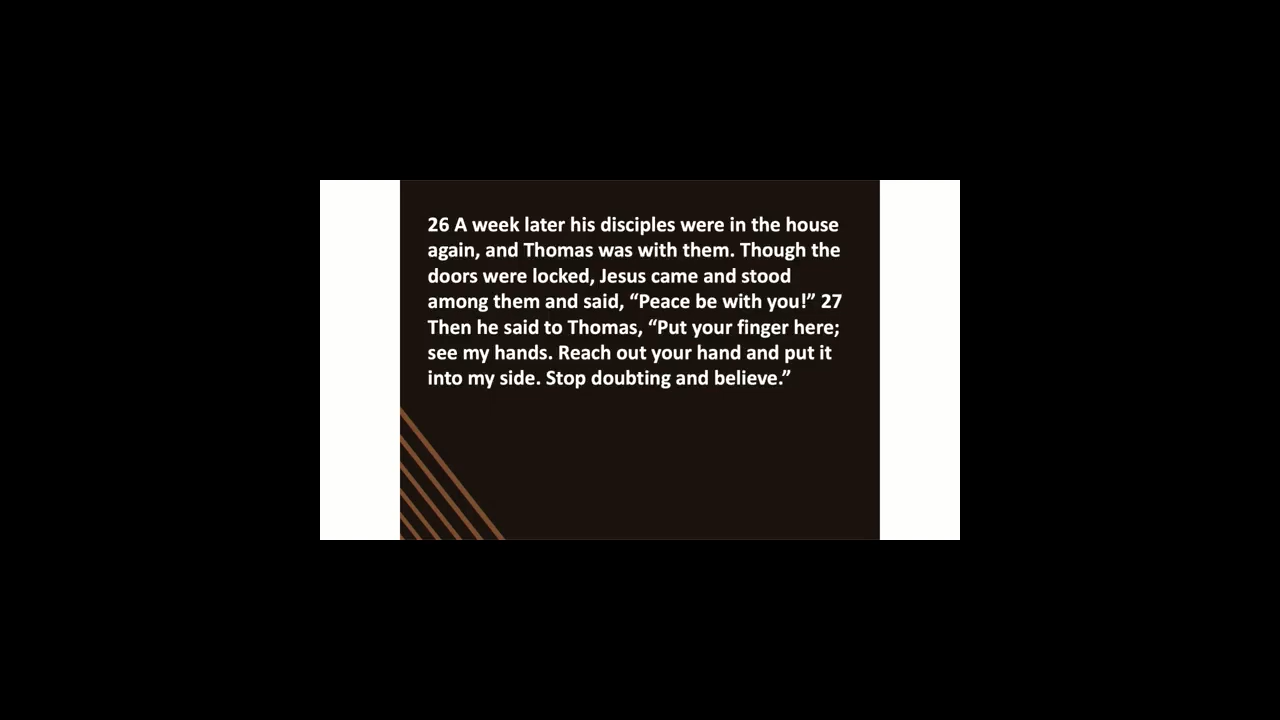 26 A week later his disciples were in the house
again, and Thomas was with them. Though the
doors were locked, Jesus came and stood
among them and said, “Peace be with you!” 27
Then he said to Thomas, “Put your finger here;
see my hands. Reach out your hand and put it
into my side. Stop doubting and believe.”